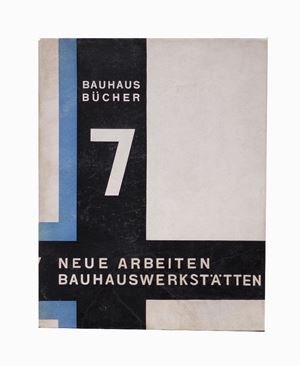 BAUHAUS
BÜCHER
7
NEUE ARBEITEN
BAUHAUSWERKSTÄTTEN